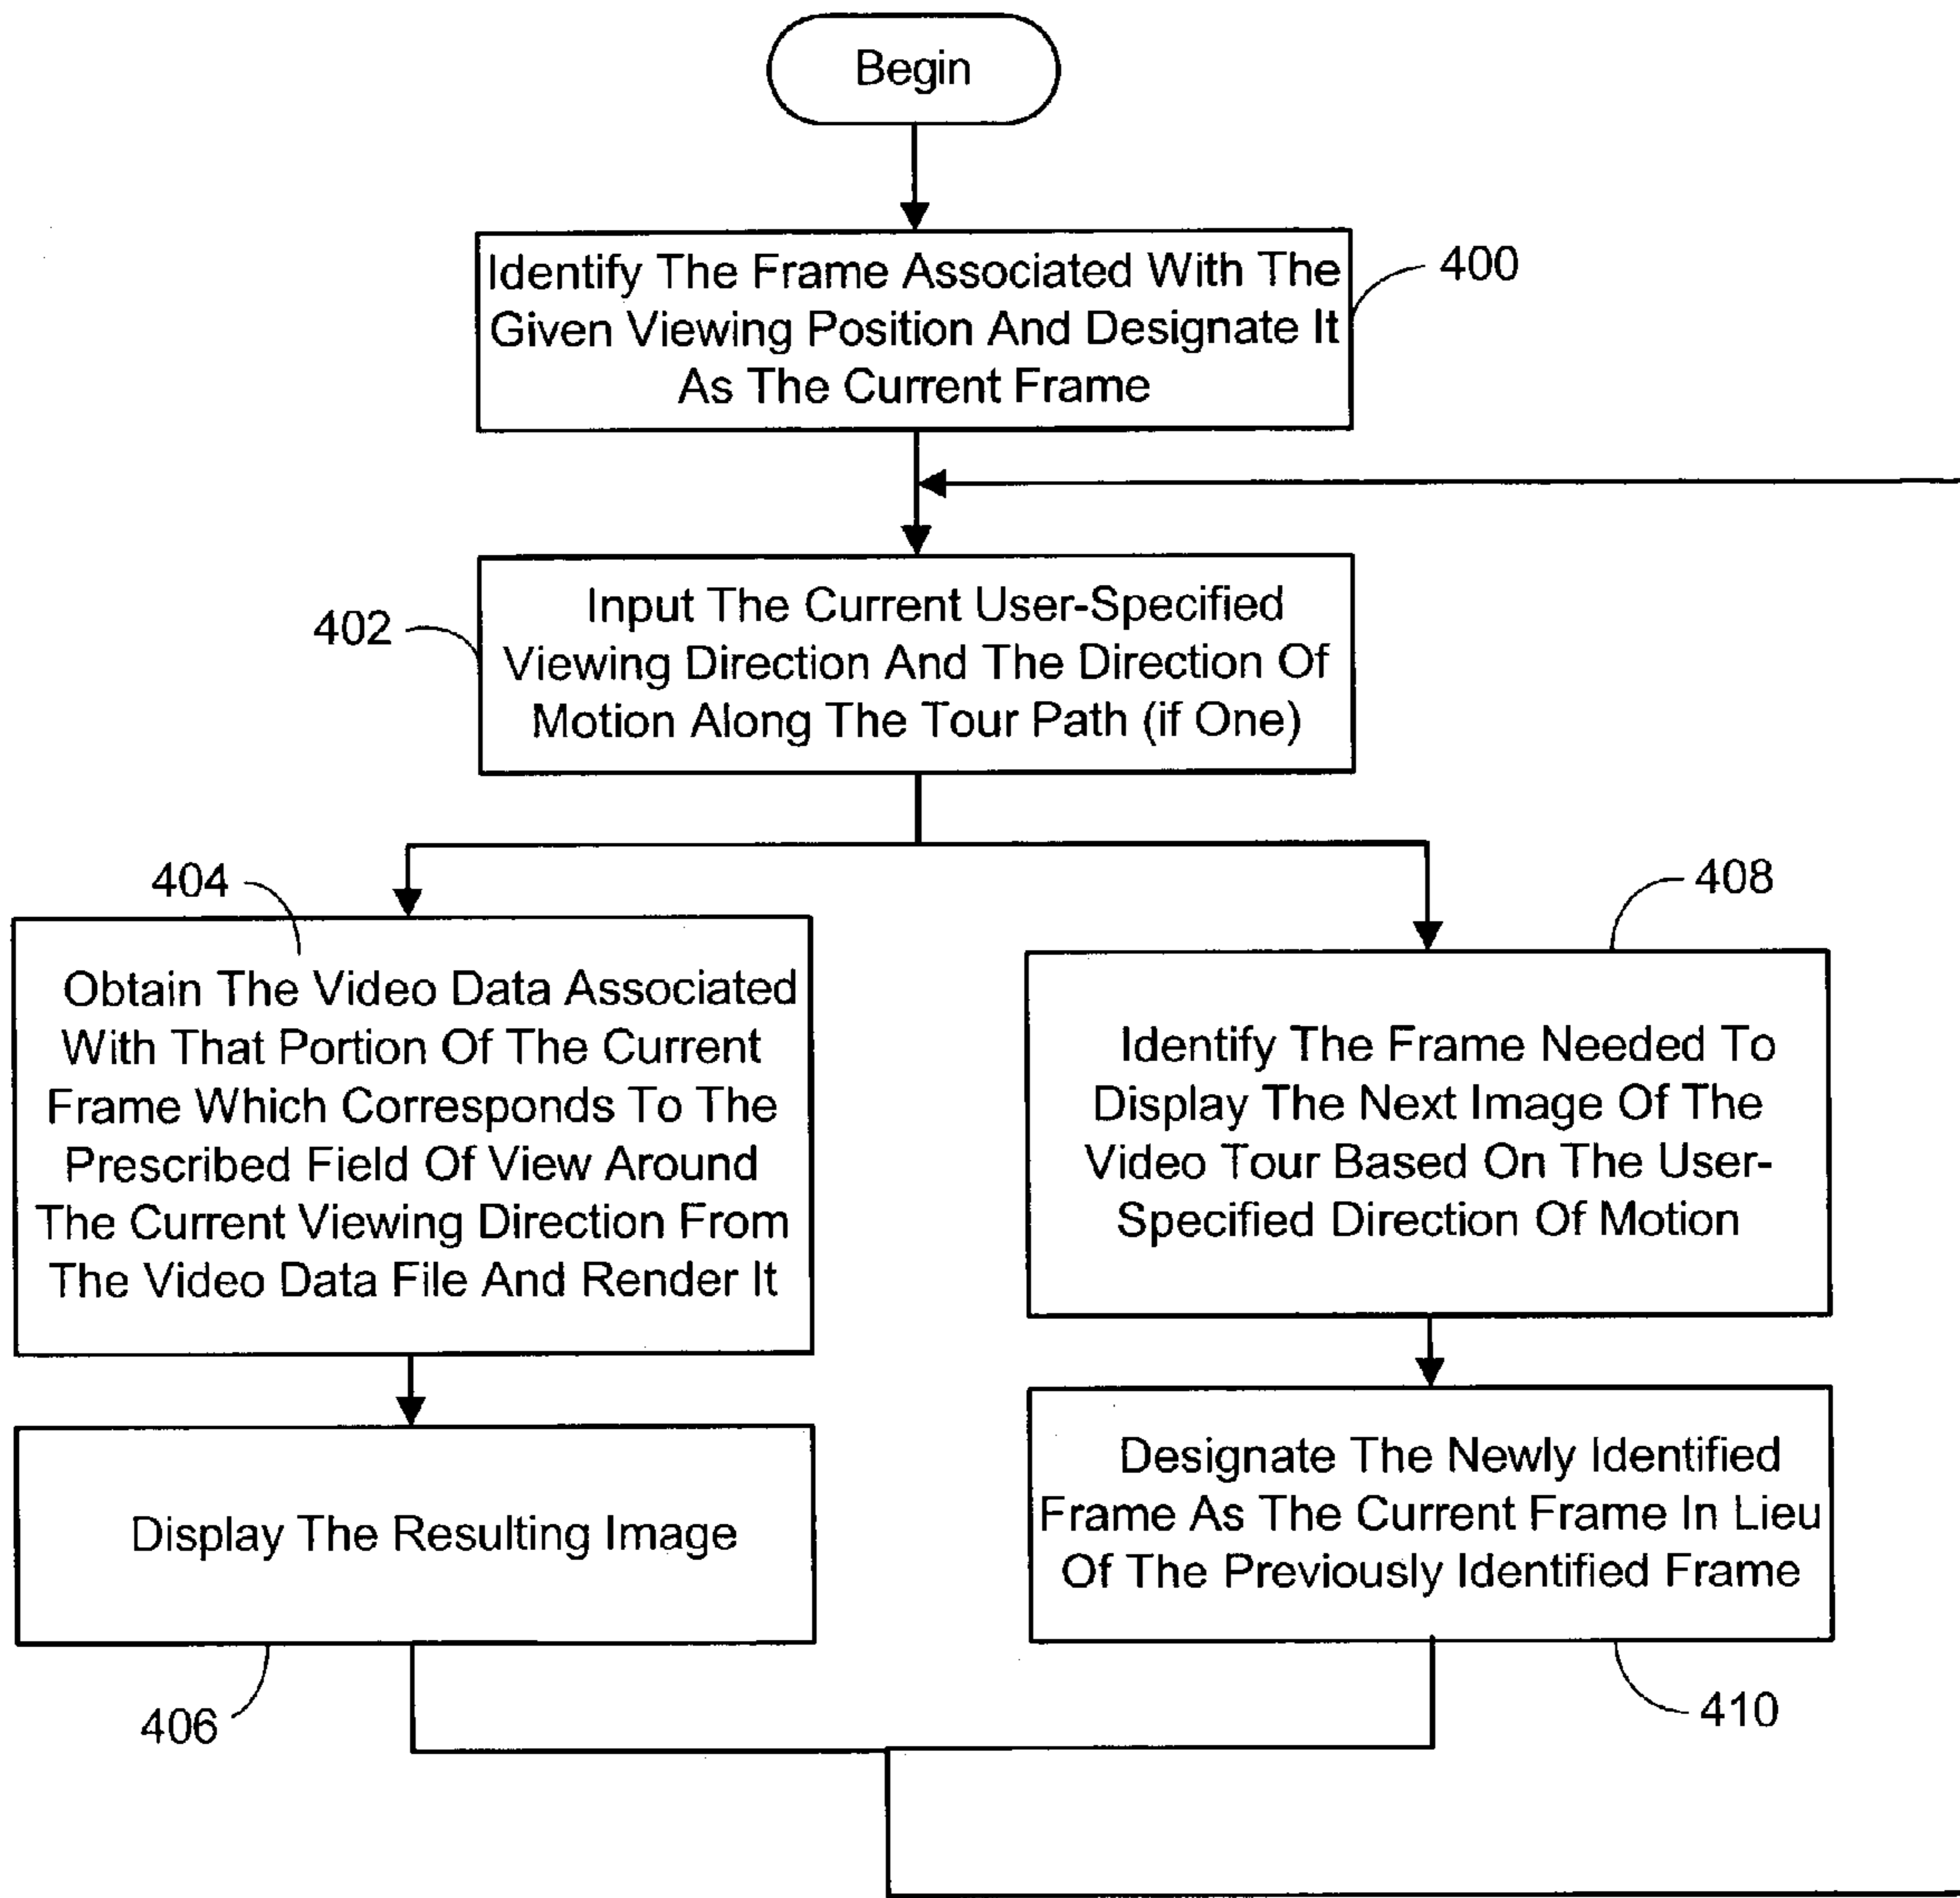 Begin
Identify The Frame Associated With The
Given Viewing Position And Designate It
As The Current Frame
400
402
Input The Current User-Specified
Viewing Direction And The Direction Of
Motion Along The Tour Path (if One)
404
Obtain The Video Data Associated
With That Portion Of The Current
Frame Which Corresponds To The
Prescribed Field Of View Around
The Current Viewing Direction From
The Video Data File And Render It
408
Identify The Frame Needed To
Display The Next Image Of The
Video Tour Based On The User-
Specified Direction Of Motion
Display The Resulting Image
406
Designate The Newly Identified
Frame As The Current Frame In Lieu
Of The Previously Identified Frame
410